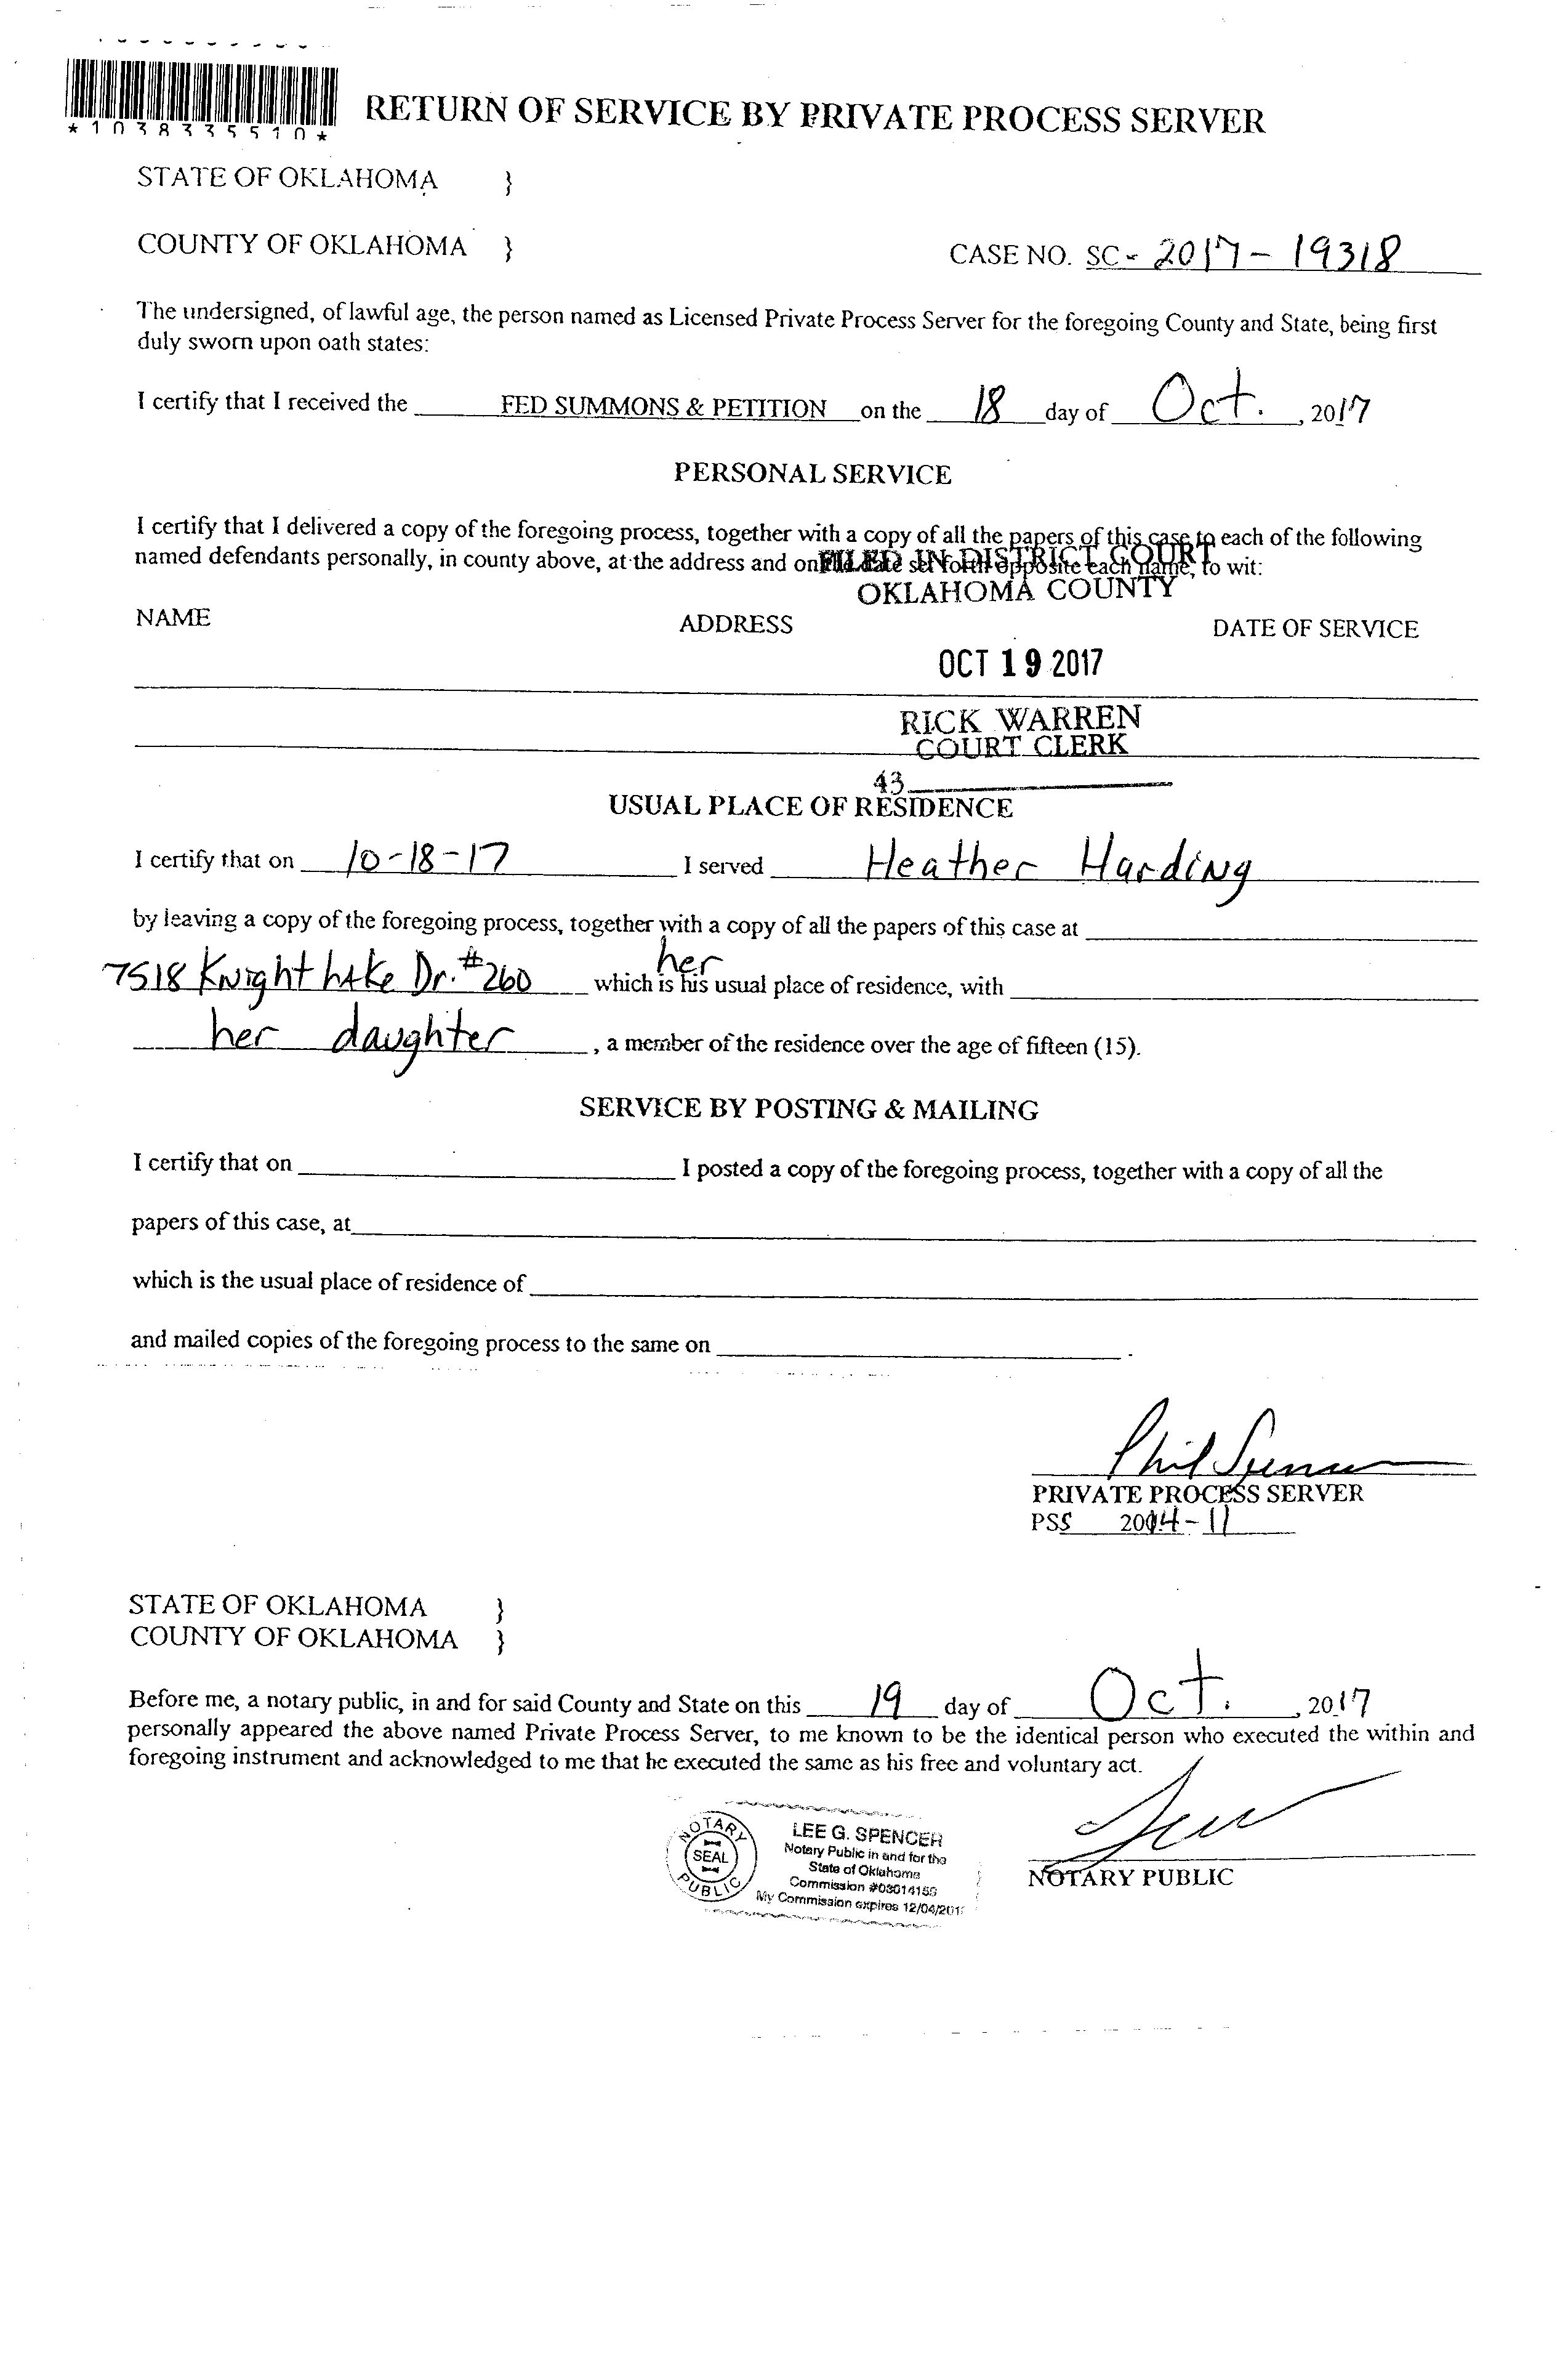 *1038335510*
RETURN OF SERVICE BY PRIVATE PROCESS SERVER
STATE OF OKLAHOMA }
COUNTY OF OKLAHOMA }
CASE NO. SC - 2017 - 19318
The undersigned, of lawful age, the person named as Licensed Private Process Server for the foregoing County and State, being first
duly sworn upon oath states:
I certify that I received the FED SUMMONS & PETITION on the 18 day of Oct. , 2017
PERSONAL SERVICE
I certify that I delivered a copy of the foregoing process, together with a copy of all the papers of this case to each of the following
named defendants personally, in county above, at the address and on the date set forth opposite each name, to wit:
FILED IN DISTRICT COURT
OKLAHOMA COUNTY
NAME ADDRESS DATE OF SERVICE
OCT 19 2017
RICK WARREN
COURT CLERK
43
USUAL PLACE OF RESIDENCE
I certify that on 10-18-17 I served Heather Harding
by leaving a copy of the foregoing process, together with a copy of all the papers of this case at
her
7518 Knight Lake Dr. #260 which is his usual place of residence, with
her daughter , a member of the residence over the age of fifteen (15).
SERVICE BY POSTING & MAILING
I certify that on I posted a copy of the foregoing process, together with a copy of all the
papers of this case, at
which is the usual place of residence of
and mailed copies of the foregoing process to the same on .
Phil Spencer
PRIVATE PROCESS SERVER
PSS 2014-11
STATE OF OKLAHOMA }
COUNTY OF OKLAHOMA }
Before me, a notary public, in and for said County and State on this 19 day of Oct. , 2017
personally appeared the above named Private Process Server, to me known to be the identical person who executed the within and
foregoing instrument and acknowledged to me that he executed the same as his free and voluntary act.
NOTARY
SEAL
PUBLIC
LEE G. SPENCER
Notary Public in and for the
State of Oklahoma
Commission #03014155
My Commission expires
NOTARY PUBLIC